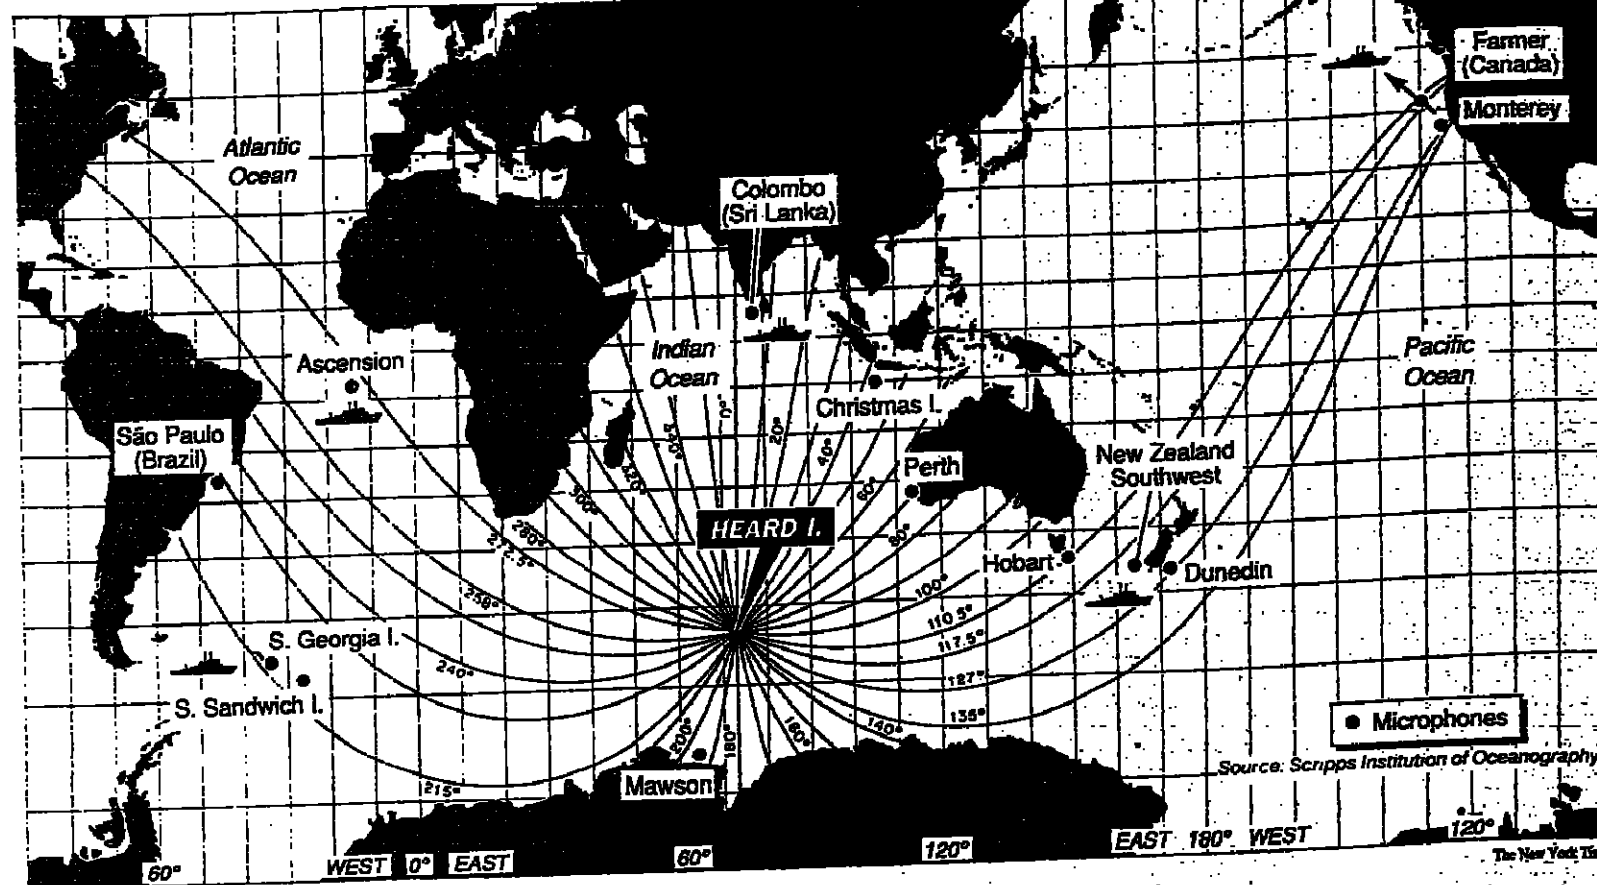 Farmer
(Canada)
Monterey
Atlantic
Ocean
Colombo
(Sri Lanka)
Indian
Ocean
Pacific
Ocean
Ascension
Christmas I.
São Paulo
(Brazil)
Perth
New Zealand
Southwest
HEARD I.
Hobart
Dunedin
S. Georgia I.
S. Sandwich I.
Mawson
340°
0°
20°
40°
60°
80°
320°
300°
280°
272.5°
258°
240°
215°
200°
180°
160°
140°
135°
127°
117.5°
110.5°
100°
Microphones
Source: Scripps Institution of Oceanography
60°
WEST 0° EAST
60°
120°
EAST 180° WEST
120°
The New York